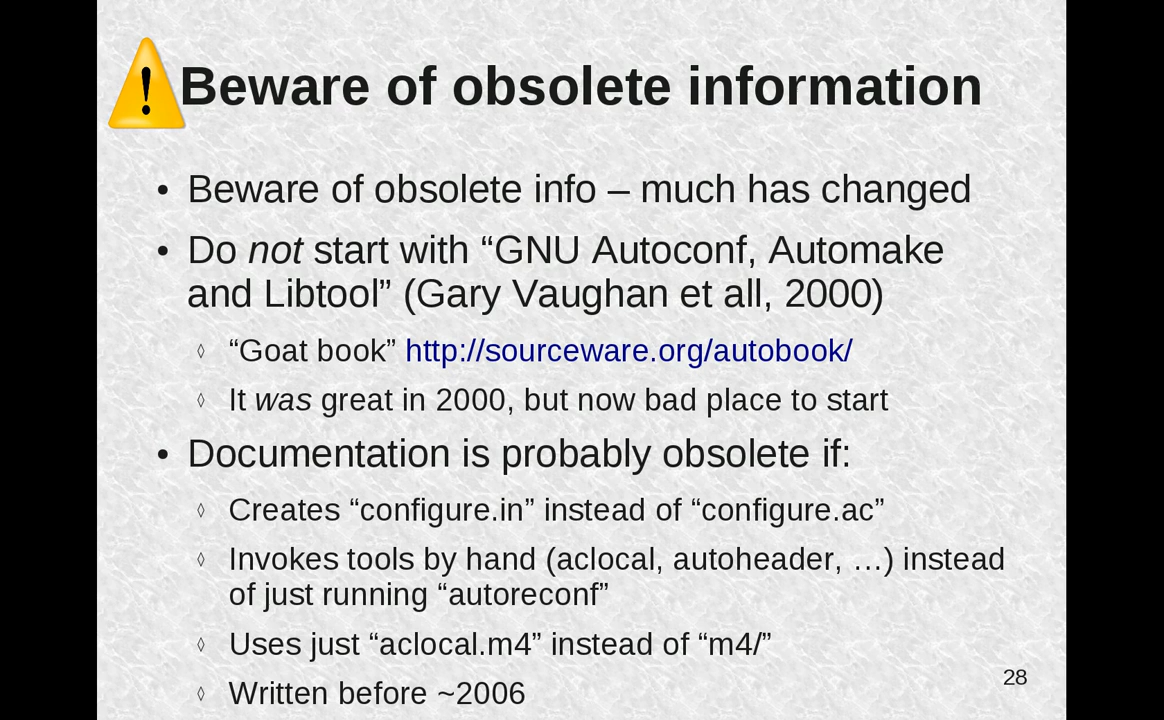 Beware of obsolete information
• Beware of obsolete info – much has changed
• Do not start with “GNU Autoconf, Automake
and Libtool” (Gary Vaughan et all, 2000)
◊ “Goat book” http://sourceware.org/autobook/
◊ It was great in 2000, but now bad place to start
• Documentation is probably obsolete if:
◊ Creates “configure.in” instead of “configure.ac”
◊ Invokes tools by hand (aclocal, autoheader, …) instead
of just running “autoreconf”
◊ Uses just “aclocal.m4” instead of “m4/”
◊ Written before ~2006
28